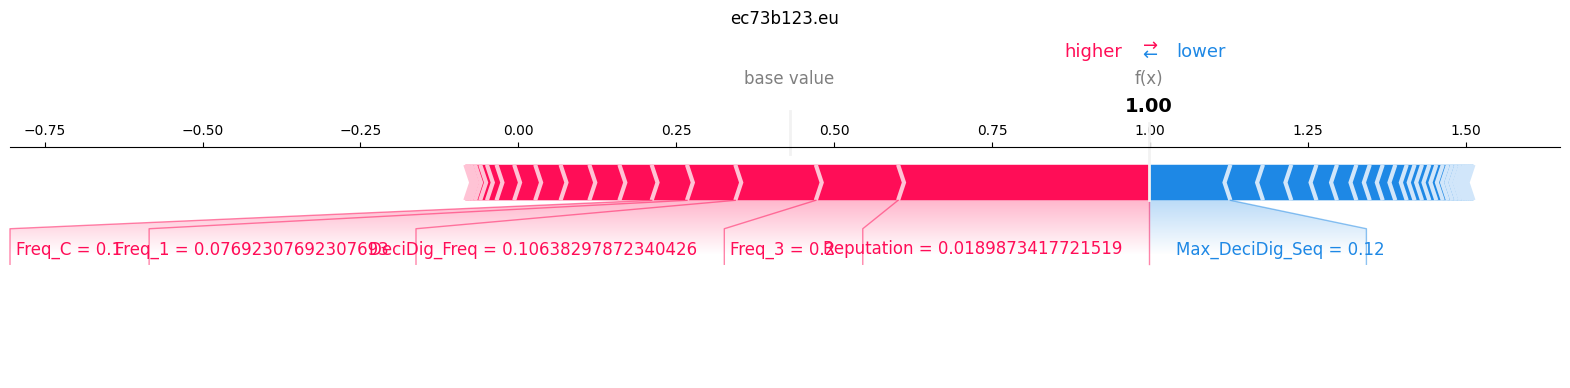 ec73b123.eu
higher ⇄ lower
base value f(x)
1.00
−0.75 −0.50 −0.25 0.00 0.25 0.50 0.75 1.00 1.25 1.50
Freq_C = 0.1 Freq_1 = 0.07692307692307693 DeciDig_Freq = 0.10638297872340426 Freq_3 = 0.2 Reputation = 0.0189873417721519 Max_DeciDig_Seq = 0.12